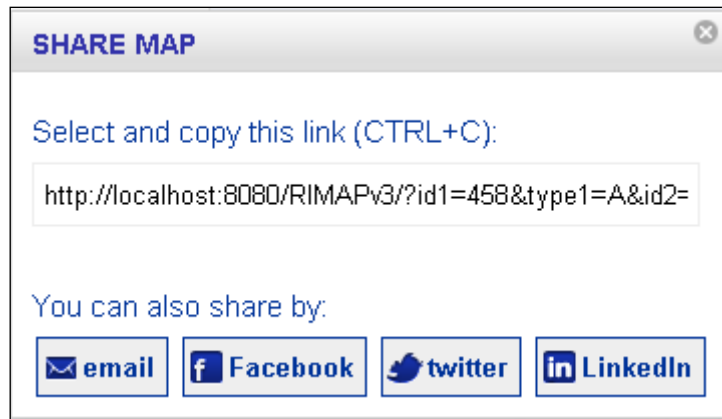 SHARE MAP
Select and copy this link (CTRL+C):
http://localhost:8080/RIMAPv3/?id1=458&type1=A&id2=
You can also share by:
email Facebook twitter LinkedIn